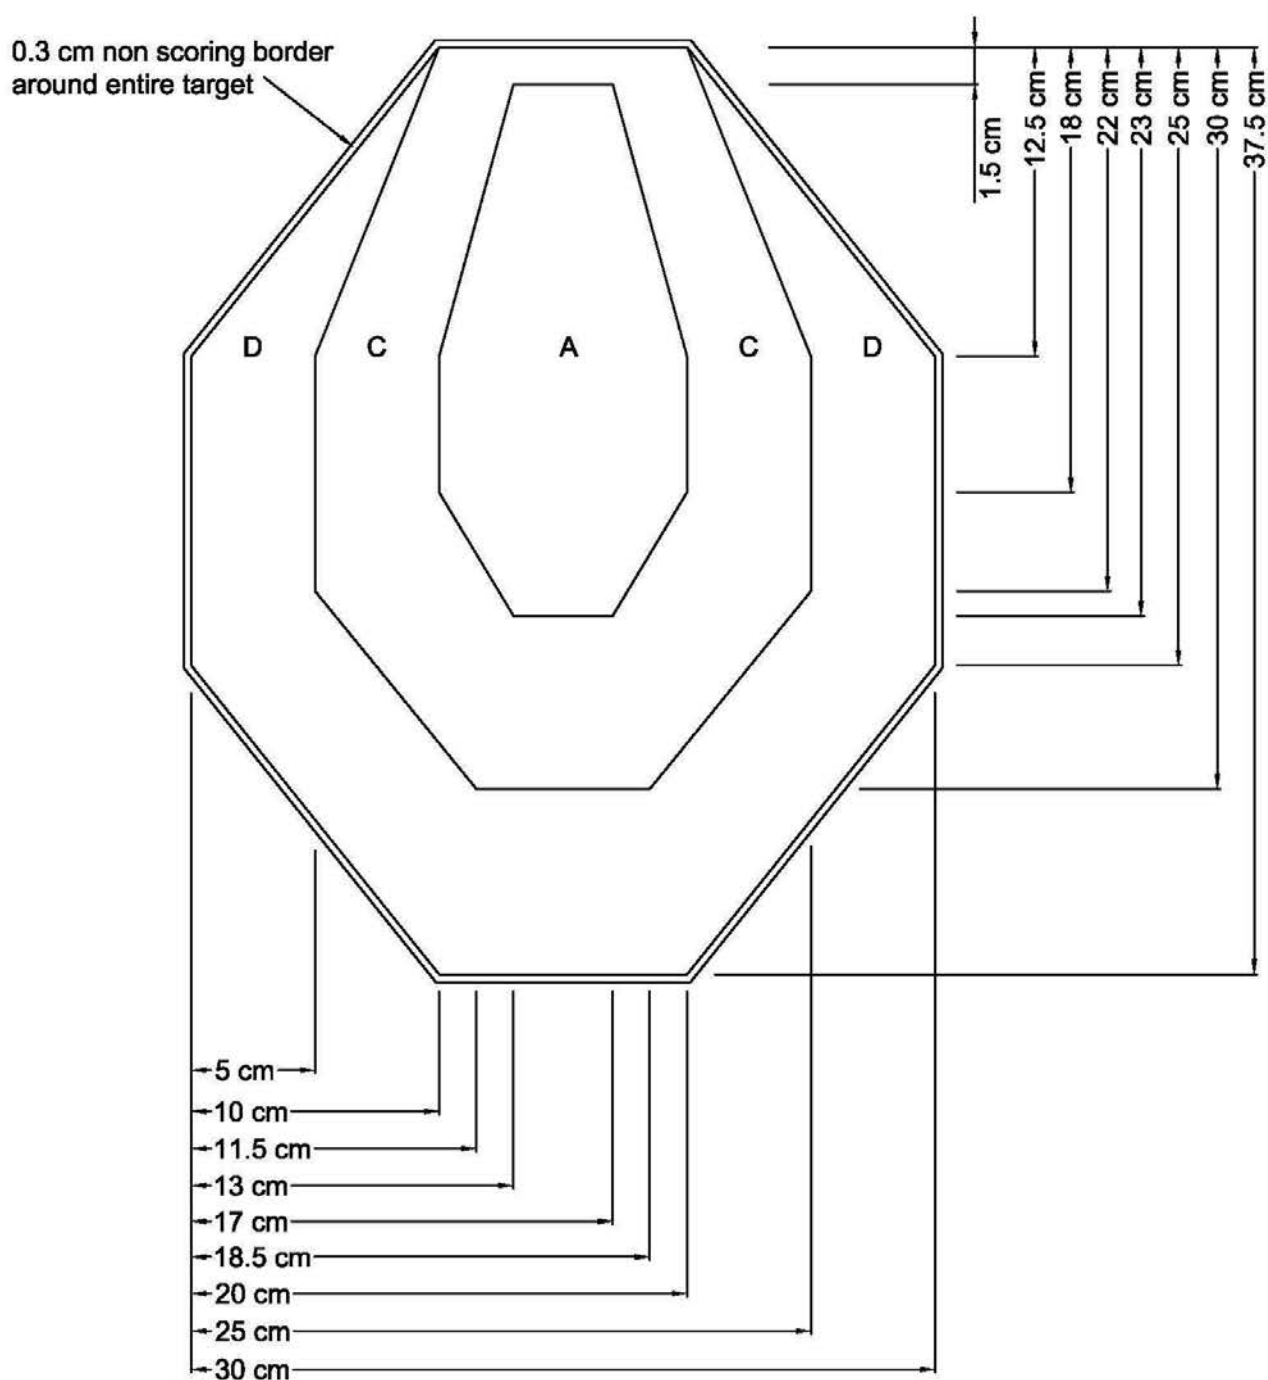 0.3 cm non scoring border
around entire target
1.5 cm
12.5 cm
18 cm
22 cm
23 cm
25 cm
30 cm
37.5 cm
D
C
A
C
D
5 cm
10 cm
11.5 cm
13 cm
17 cm
18.5 cm
20 cm
25 cm
30 cm